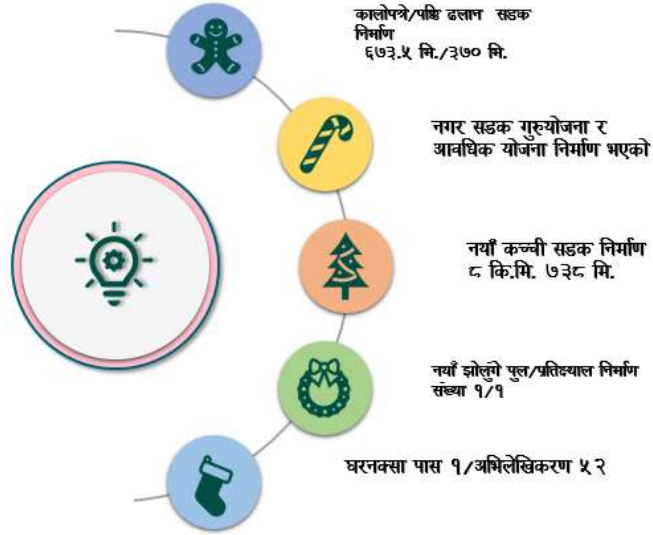 कालोपत्रे/पक्कि ढलान सडक
निर्माण
६७३.५ मि./३७० मि.
नगर सडक गुरुयोजना र
आवधिक योजना निर्माण भएको
नयाँ कच्ची सडक निर्माण
८ कि.मि. ७३८ मि.
नयाँ झोलुंगे पुल/प्रतिक्ष्याल निर्माण
संख्या १/१
घरनक्सा पास १/अभिलेखिकरण ५२